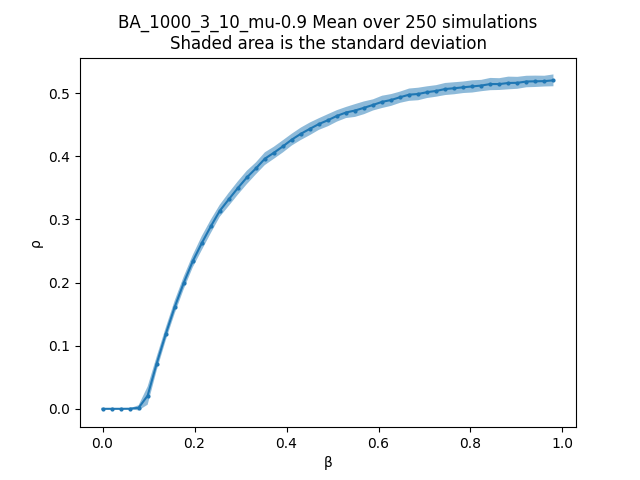 BA_1000_3_10_mu-0.9 Mean over 250 simulations
Shaded area is the standard deviation
0.5
0.4
0.3
0.2
0.1
0.0
ρ
0.0 0.2 0.4 0.6 0.8 1.0
β